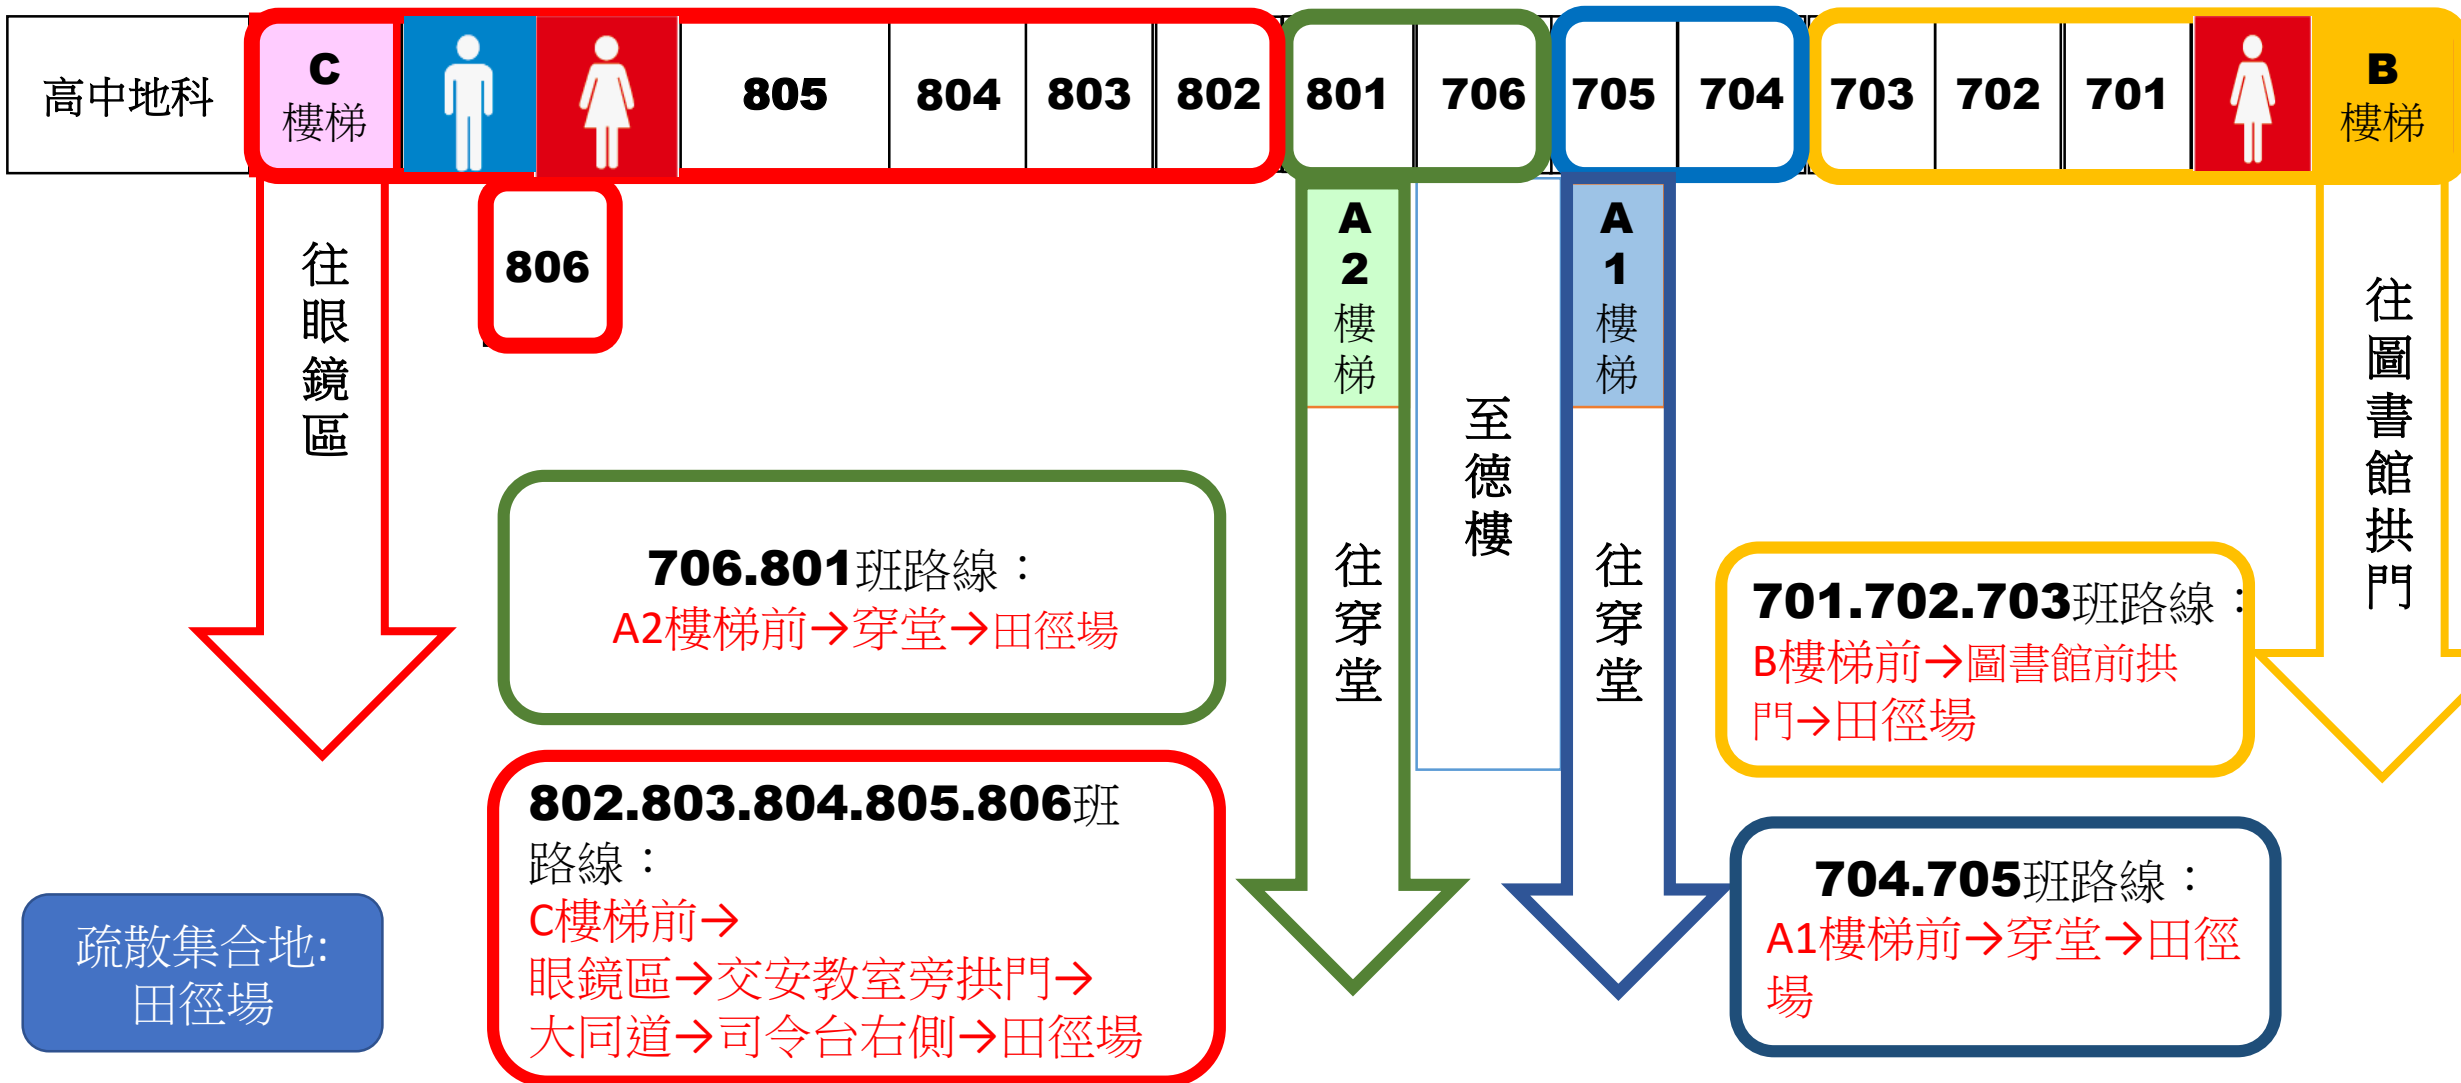 高中地科
C
樓梯
805
804
803
802
801
706
705
704
703
702
701
B
樓梯
806
往眼鏡區
A
2
樓
梯
往穿堂
至德樓
A
1
樓
梯
往穿堂
往圖書館拱門
706.801班路線：
A2樓梯前→穿堂→田徑場
802.803.804.805.806班
路線：
C樓梯前→
眼鏡區→交安教室旁拱門→
大同道→司令台右側→田徑場
701.702.703班路線：
B樓梯前→圖書館前拱
門→田徑場
704.705班路線：
A1樓梯前→穿堂→田徑
場
疏散集合地:
田徑場